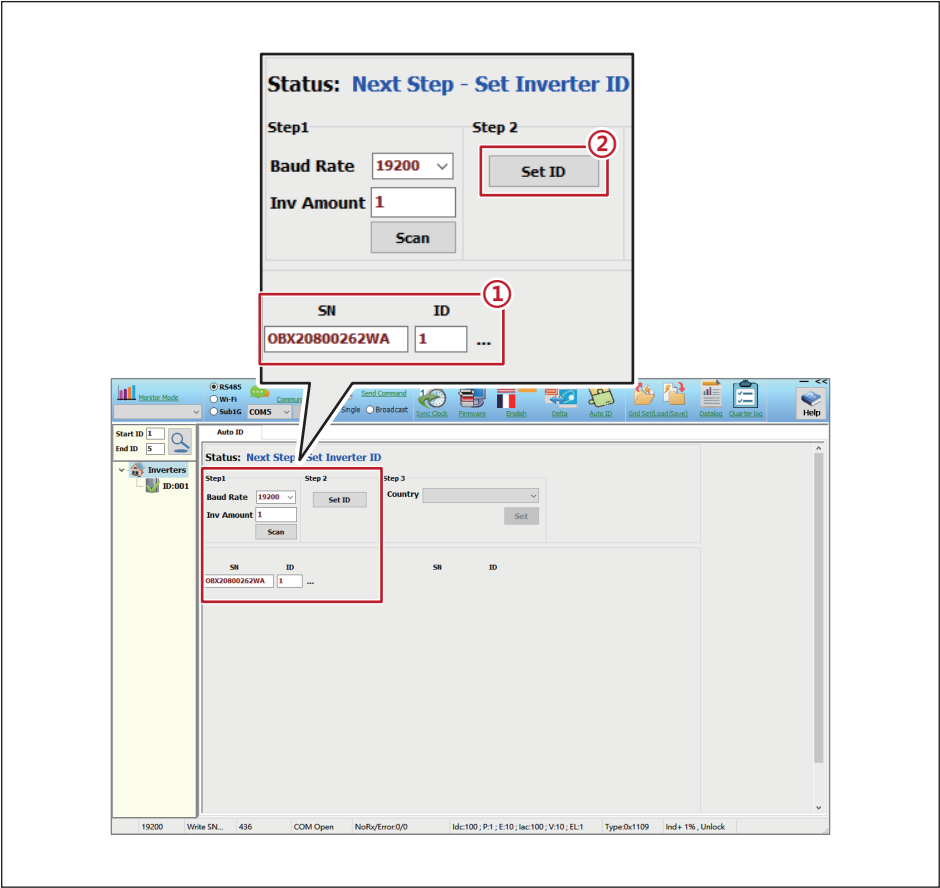 Status: Next Step - Set Inverter ID
Step1
Step 2
②
Baud Rate 19200
Set ID
Inv Amount 1
Scan
①
SN ID
OBX20800262WA 1 ...
Monitor Mode
RS485
Wi-Fi
Sub1G COM5
Send Command
Single Broadcast
Sync Clock
Firmware
English
Delta
Auto ID
Grid Set(Load/Save)
Datalog
Quarter log
<<
Help
Start ID 1
End ID 5
Inverters
ID:001
Auto ID
Status: Next Step Set Inverter ID
Step1 Step 2 Step 3
Baud Rate 19200 Set ID Country
Inv Amount 1 Set
Scan
SN ID SN ID
OBX20800262WA 1 ...
19200 Write SN... 436 COM Open NoRx/Error:0/0 Idc:100 ; P:1 ; E:10 ; Iac:100 ; V:10 ; EL:1 Type:0x1109 Ind+ 1% , Unlock